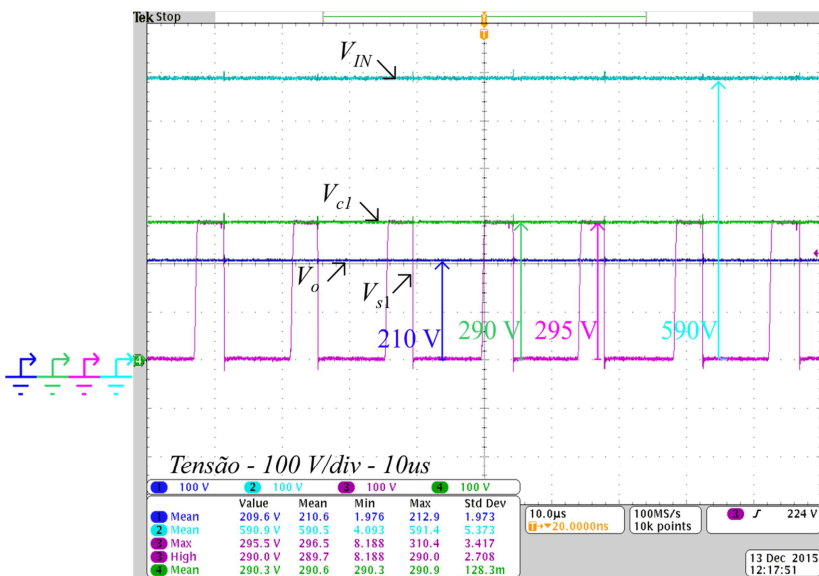 Tek Stop
T
T
V_IN
V_c1
V_o
V_s1
210 V
290 V
295 V
590V
4
Tensão - 100 V/div - 10us
1 100 V 2 100 V 3 100 V 4 100 V
Value Mean Min Max Std Dev
1 Mean 209.6 V 210.6 1.976 212.9 1.973
2 Mean 590.9 V 590.5 4.093 591.4 5.373
3 Max 295.5 V 296.5 8.188 310.4 3.417
3 High 290.0 V 289.7 8.188 290.0 2.708
4 Mean 290.3 V 290.6 290.3 290.9 128.3m
10.0µs
T→▼20.0000ns
100MS/s
10k points
3 ƒ 224 V
13 Dec 2015
12:17:51